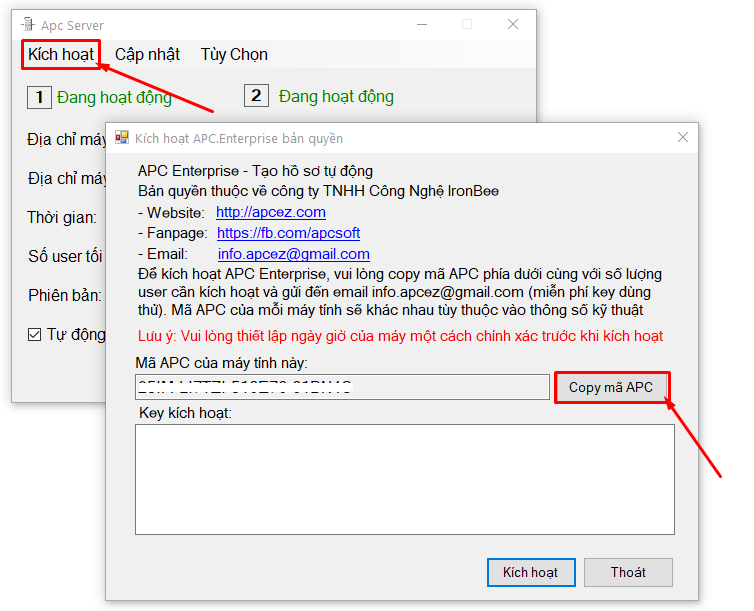 Apc Server
Kích hoạt Cập nhật Tùy Chọn
1 Đang hoạt động 2 Đang hoạt động
Địa chỉ máy
Địa chỉ máy
Thời gian:
Số user tối
Phiên bản:
Tự động
Kích hoạt APC.Enterprise bản quyền
APC Enterprise - Tạo hồ sơ tự động
Bản quyền thuộc về công ty TNHH Công Nghệ IronBee
- Website: http://apcez.com
- Fanpage: https://fb.com/apcsoft
- Email: info.apcez@gmail.com
Để kích hoạt APC Enterprise, vui lòng copy mã APC phía dưới cùng với số lượng
user cần kích hoạt và gửi đến email info.apcez@gmail.com (miễn phí key dùng
thử). Mã APC của mỗi máy tính sẽ khác nhau tùy thuộc vào thông số kỹ thuật
Lưu ý: Vui lòng thiết lập ngày giờ của máy một cách chính xác trước khi kích hoạt
Mã APC của máy tính này:
Copy mã APC
Key kích hoạt:
Kích hoạt Thoát